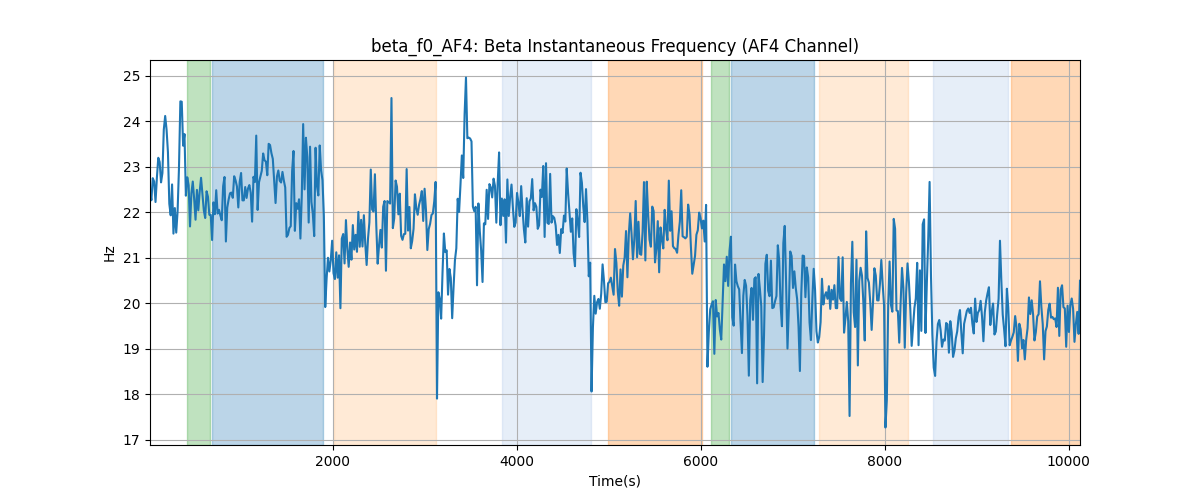 beta_f0_AF4: Beta Instantaneous Frequency (AF4 Channel)
25
24
23
22
21
20
19
18
17
Hz
2000 4000 6000 8000 10000
Time(s)